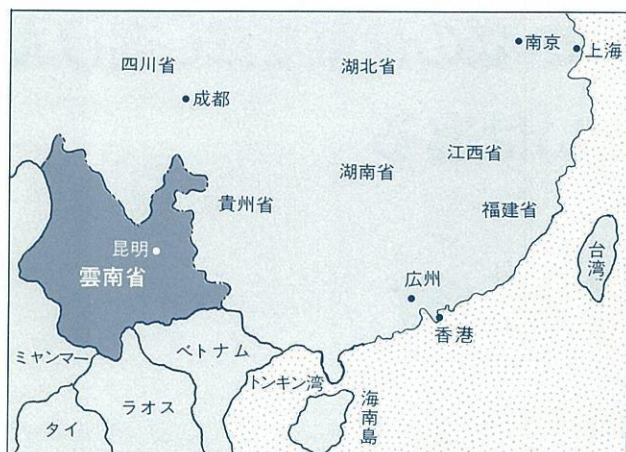 南京
上海
四川省
湖北省
成都
江西省
湖南省
貴州省
福建省
昆明
雲南省
台湾
広州
香港
ベトナム
ミャンマー
トンキン湾
海南島
ラオス
タイ